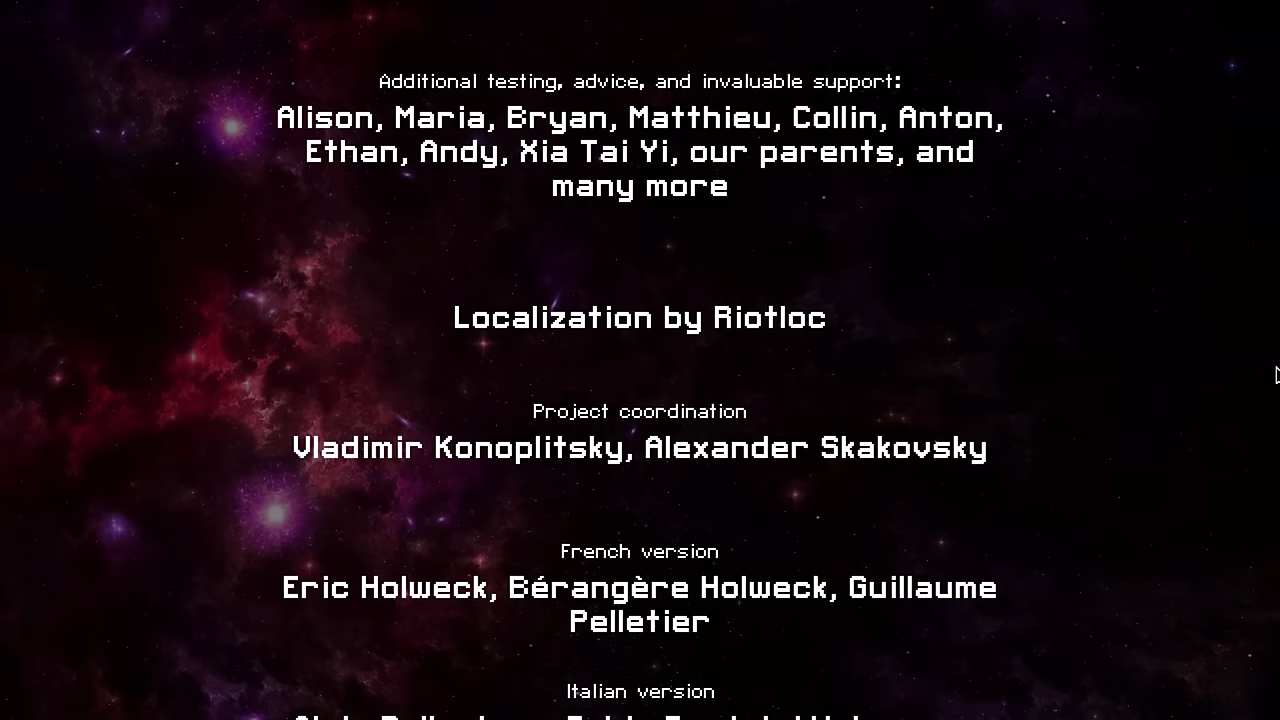 Additional testing, advice, and invaluable support:
Alison, Maria, Bryan, Matthieu, Collin, Anton,
Ethan, Andy, Xia Tai Yi, our parents, and
many more
Localization by Riotloc
Project coordination
Vladimir Konoplitsky, Alexander Skakovsky
French version
Eric Holweck, Bérangère Holweck, Guillaume
Pelletier
Italian version